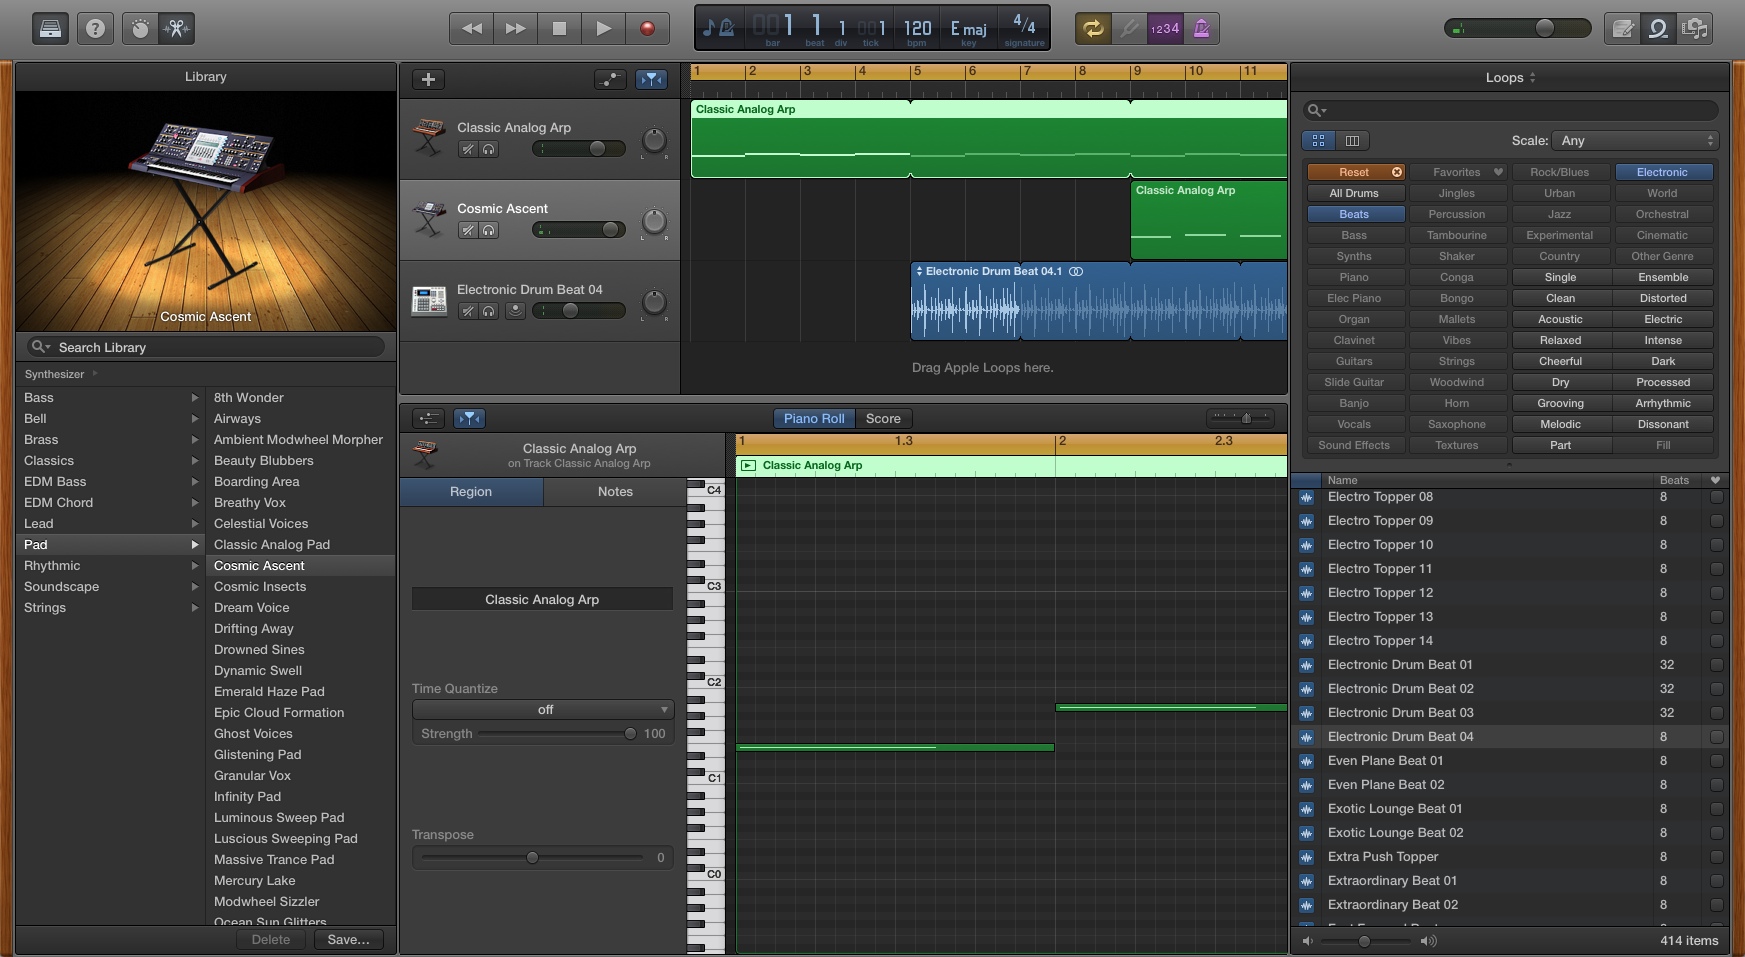 001 1 1 001 120 E maj 4/4
bar beat div tick bpm key signature
1234
Library
Cosmic Ascent
Search Library
Synthesizer
Bass
Bell
Brass
Classics
EDM Bass
EDM Chord
Lead
Pad
Rhythmic
Soundscape
Strings
8th Wonder
Airways
Ambient Modwheel Morpher
Beauty Blubbers
Boarding Area
Breathy Vox
Celestial Voices
Classic Analog Pad
Cosmic Ascent
Cosmic Insects
Dream Voice
Drifting Away
Drowned Sines
Dynamic Swell
Emerald Haze Pad
Epic Cloud Formation
Ghost Voices
Glistening Pad
Granular Vox
Infinity Pad
Luminous Sweep Pad
Luscious Sweeping Pad
Massive Trance Pad
Mercury Lake
Modwheel Sizzler
Ocean Sun Glitters
Delete Save...
1 2 3 4 5 6 7 8 9 10 11
Classic Analog Arp
L R
Cosmic Ascent
L R
Electronic Drum Beat 04
L R
Classic Analog Arp
Classic Analog Arp
Electronic Drum Beat 04.1
Drag Apple Loops here.
Piano Roll Score
Classic Analog Arp
on Track Classic Analog Arp
Region Notes
Classic Analog Arp
Time Quantize
off
Strength 100
Transpose
0
1 1.3 2 2.3
Classic Analog Arp
C4
C3
C2
C1
C0
Loops
Scale: Any
Reset Favorites Rock/Blues Electronic
All Drums Jingles Urban World
Beats Percussion Jazz Orchestral
Bass Tambourine Experimental Cinematic
Synths Shaker Country Other Genre
Piano Conga Single Ensemble
Elec Piano Bongo Clean Distorted
Organ Mallets Acoustic Electric
Clavinet Vibes Relaxed Intense
Guitars Strings Cheerful Dark
Slide Guitar Woodwind Dry Processed
Banjo Horn Grooving Arrhythmic
Vocals Saxophone Melodic Dissonant
Sound Effects Textures Part Fill
Name Beats
Electro Topper 08 8
Electro Topper 09 8
Electro Topper 10 8
Electro Topper 11 8
Electro Topper 12 8
Electro Topper 13 8
Electro Topper 14 8
Electronic Drum Beat 01 32
Electronic Drum Beat 02 32
Electronic Drum Beat 03 32
Electronic Drum Beat 04 8
Even Plane Beat 01 8
Even Plane Beat 02 8
Exotic Lounge Beat 01 8
Exotic Lounge Beat 02 8
Extra Push Topper 8
Extraordinary Beat 01 8
Extraordinary Beat 02 8
414 items